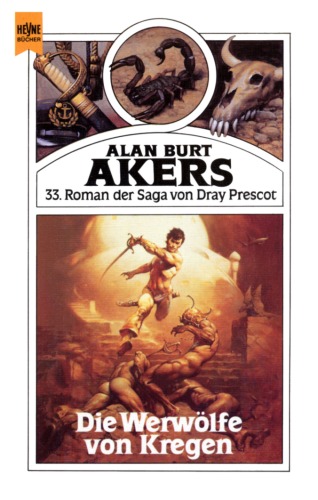 HEYNE
BÜCHER
ALAN BURT
AKERS
33. Roman der Saga von Dray Prescot
Die Werwölfe
von Kregen